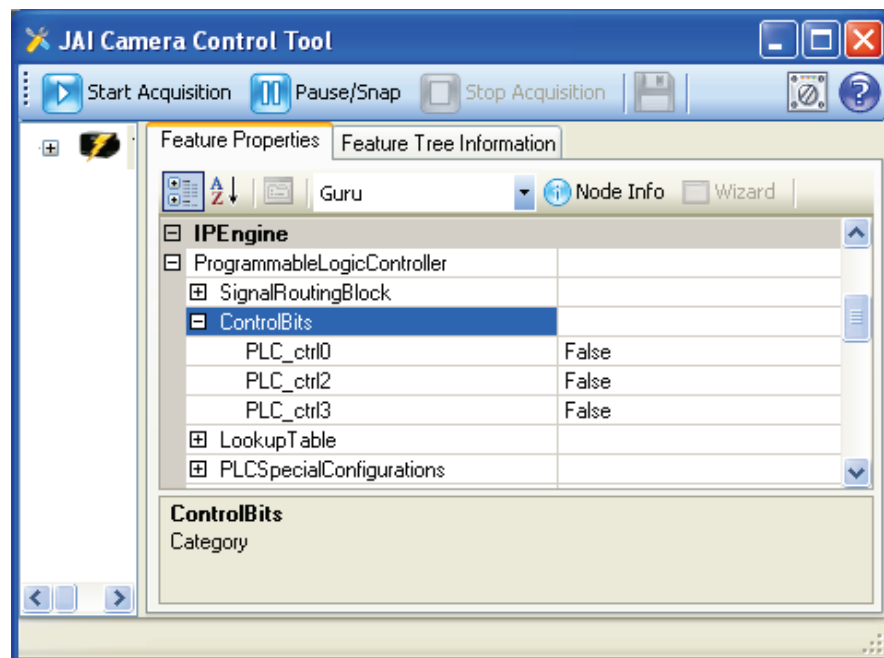 JAI Camera Control Tool
Start Acquisition Pause/Snap Stop Acquisition
Feature Properties Feature Tree Information
A Z Guru Node Info Wizard
IPEngine
ProgrammableLogicController
SignalRoutingBlock
ControlBits
PLC_ctrl0 False
PLC_ctrl2 False
PLC_ctrl3 False
LookupTable
PLCSpecialConfigurations
ControlBits
Category